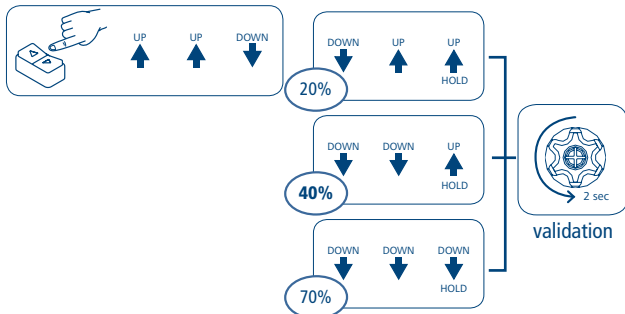 UP UP DOWN
DOWN UP UP
HOLD
20%
DOWN DOWN UP
HOLD
40%
2 sec
validation
DOWN DOWN DOWN
HOLD
70%